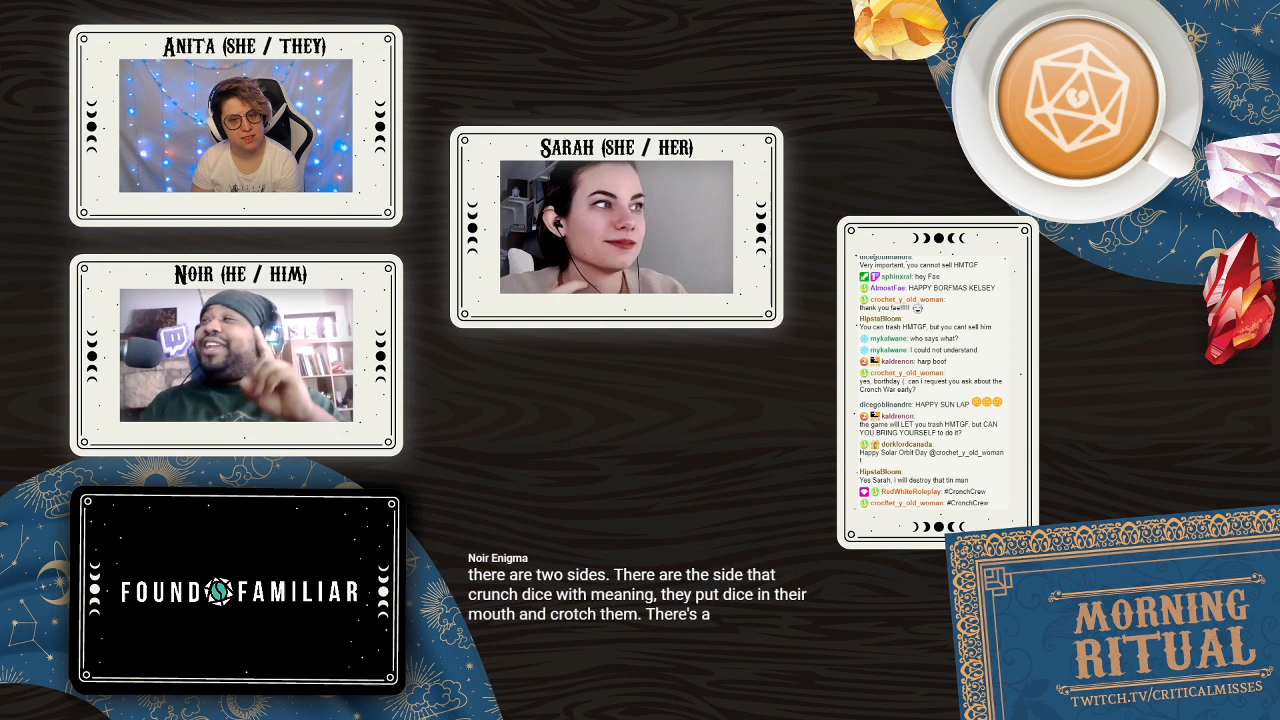 ANITA (SHE / THEY)
NOIR (HE / HIM)
FOUND FAMILIAR
SARAH (SHE / HER)
Noir Enigma
there are two sides. There are the side that
crunch dice with meaning, they put dice in their
mouth and crotch them. There's a
dicegoblinandre:
Very important, you cannot sell HMTGF
sphinxral: hey Fae
AlmostFae: HAPPY BORFMAS KELSEY
crochet_y_old_woman:
thank you fae!!!!!
HipstaBloom:
You can trash HMTGF, but you cant sell him
mykalwane: who says what?
mykalwane: I could not understand
kaldrenon: harp boof
crochet_y_old_woman:
yes, borthday (: can i request you ask about the
Cronch War early?
dicegoblinandre: HAPPY SUN LAP
kaldrenon:
the game will LET you trash HMTGF, but CAN
YOU BRING YOURSELF to do it?
dorklordcanada:
Happy Solar Orbit Day @crochet_y_old_woman
!
HipstaBloom:
Yes Sarah, i will destroy that tin man
RedWhiteRoleplay: #CronchCrew
crochet_y_old_woman: #CronchCrew
MORNING
RITUAL
TWITCH.TV/CRITICALMISSES